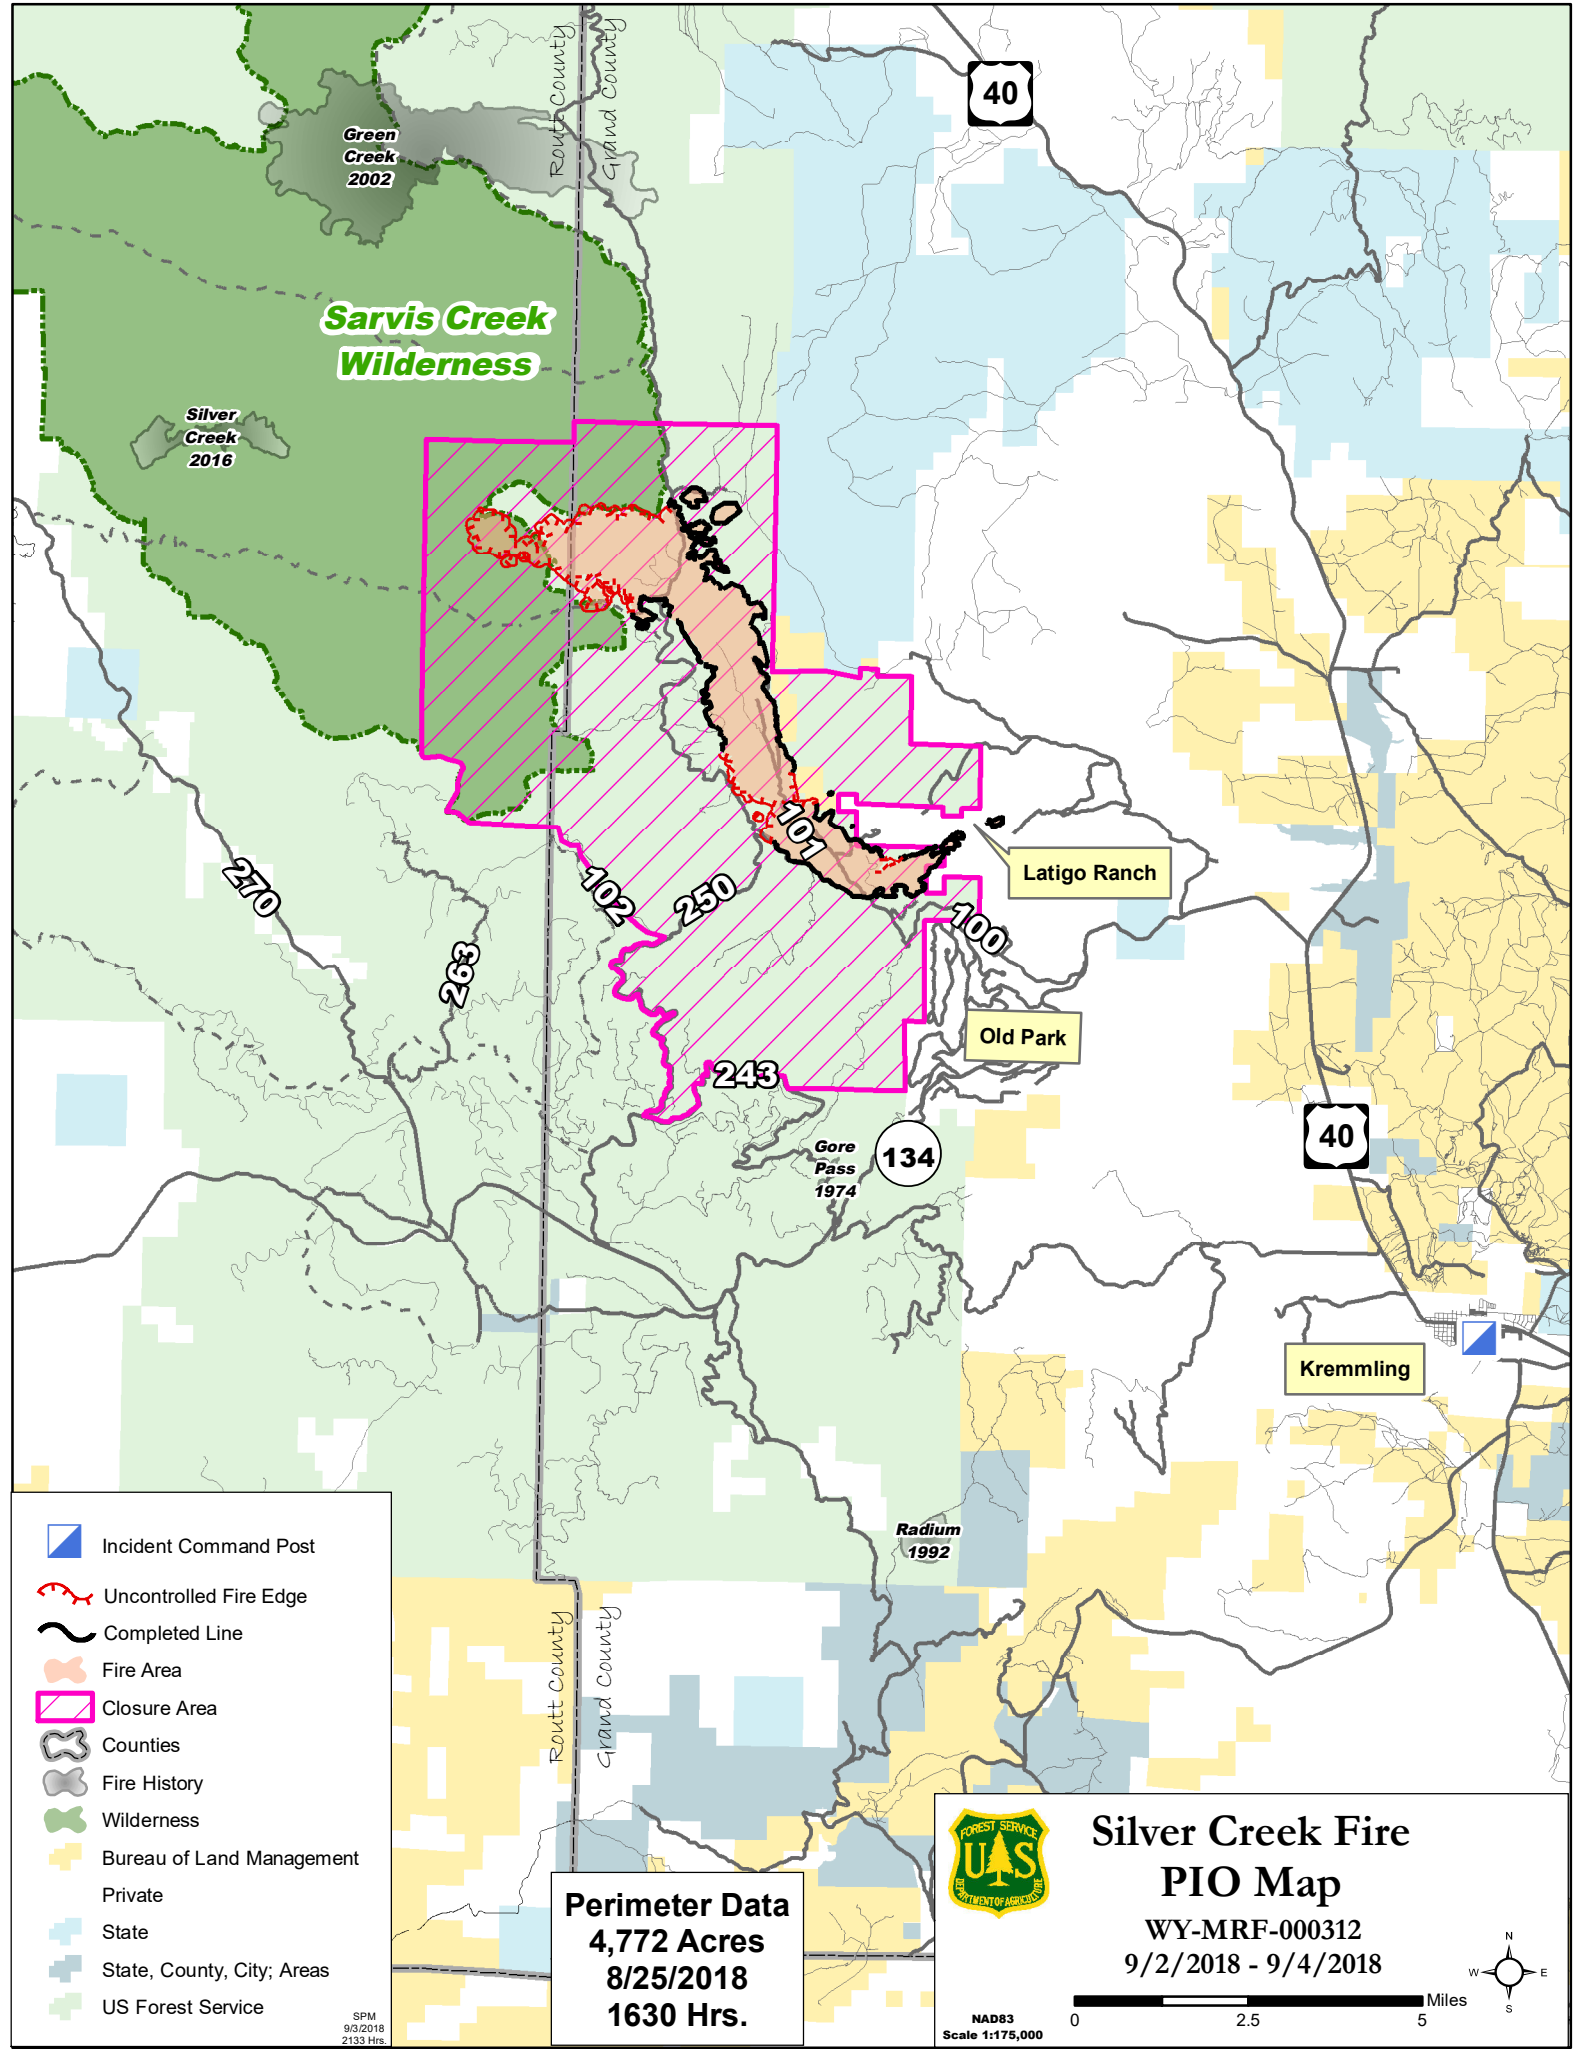 Routt County
Grand County
40
Green
Creek
2002
Sarvis Creek
Wilderness
Silver
Creek
2016
101
Latigo Ranch
270
102
250
100
263
Old Park
243
40
Gore
Pass
1974
134
Kremmling
Radium
1992
Routt County
Grand County
Incident Command Post
Uncontrolled Fire Edge
Completed Line
Fire Area
Closure Area
Counties
Fire History
Wilderness
Bureau of Land Management
Private
State
State, County, City; Areas
US Forest Service
SPM
9/3/2018
2133 Hrs.
Perimeter Data
4,772 Acres
8/25/2018
1630 Hrs.
FOREST SERVICE
U S
DEPARTMENT OF AGRICULTURE
Silver Creek Fire
PIO Map
WY-MRF-000312
9/2/2018 - 9/4/2018
N
W E
S
Miles
0 2.5 5
NAD83
Scale 1:175,000